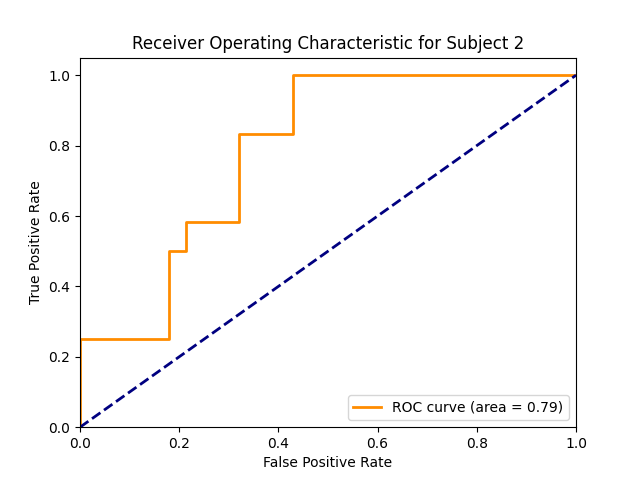 Receiver Operating Characteristic for Subject 2
True Positive Rate
1.0
0.8
0.6
0.4
0.2
0.0
0.0 0.2 0.4 0.6 0.8 1.0
False Positive Rate
ROC curve (area = 0.79)